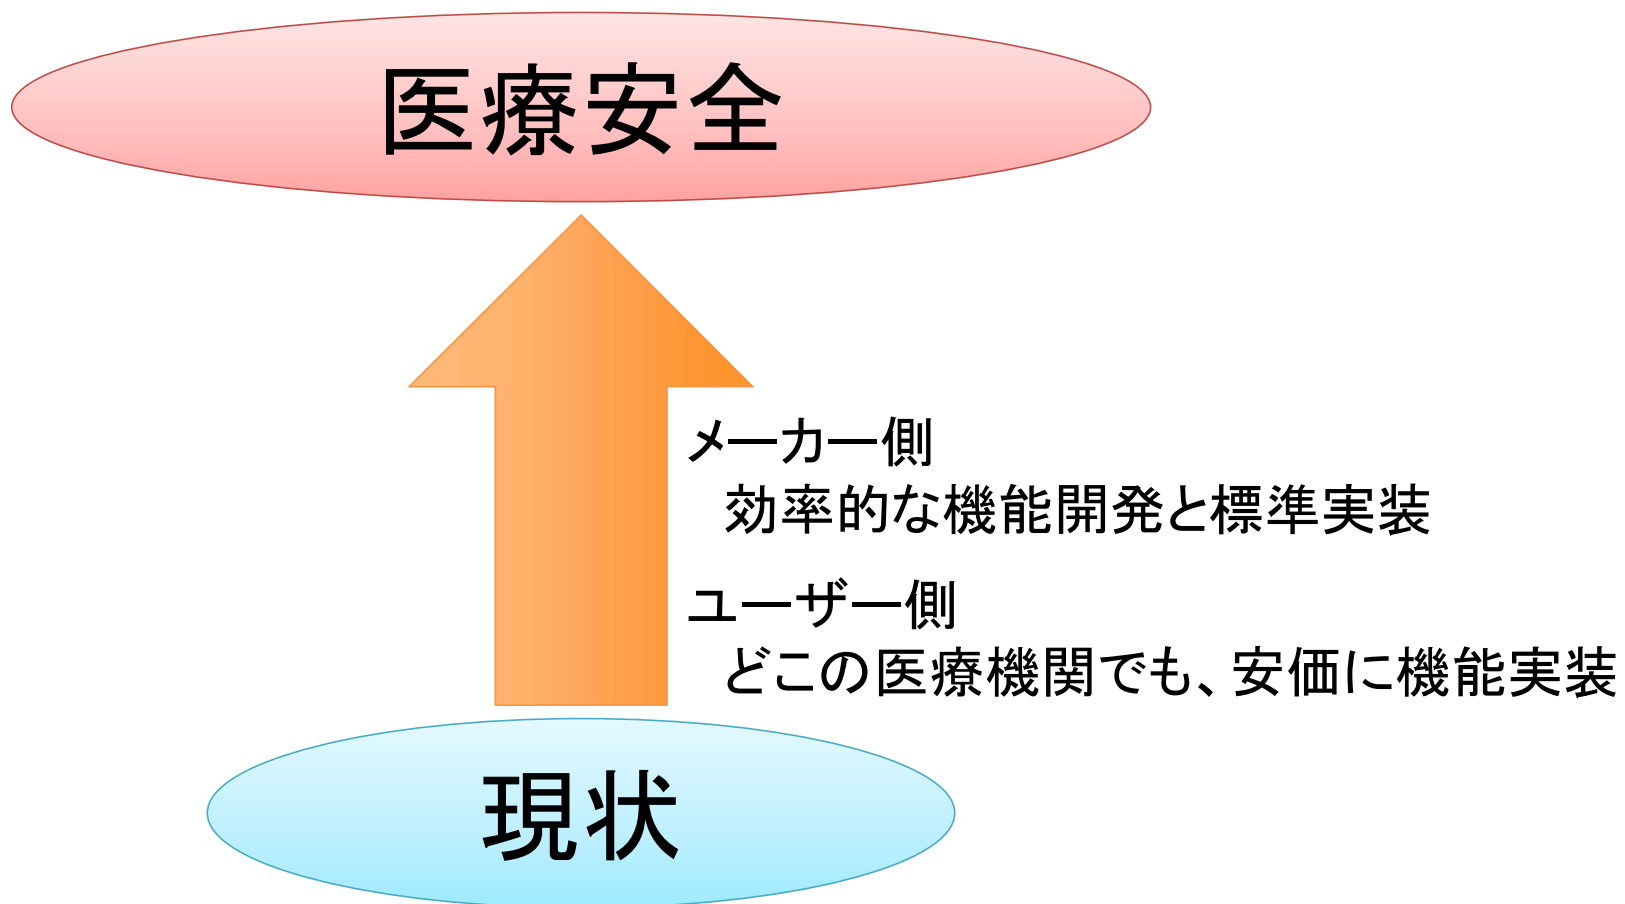 医療安全
メーカー側
効率的な機能開発と標準実装
ユーザー側
どこの医療機関でも、安価に機能実装
現状